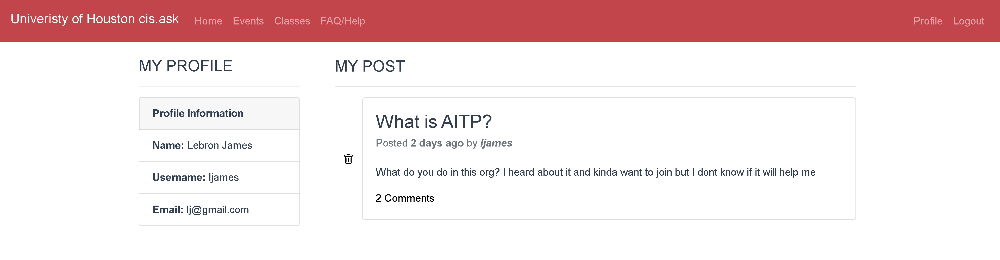 Univeristy of Houston cis.ask Home Events Classes FAQ/Help Profile Logout
MY PROFILE
Profile Information
Name: Lebron James
Username: ljames
Email: lj@gmail.com
MY POST
What is AITP?
Posted 2 days ago by ljames
What do you do in this org? I heard about it and kinda want to join but I dont know if it will help me
2 Comments